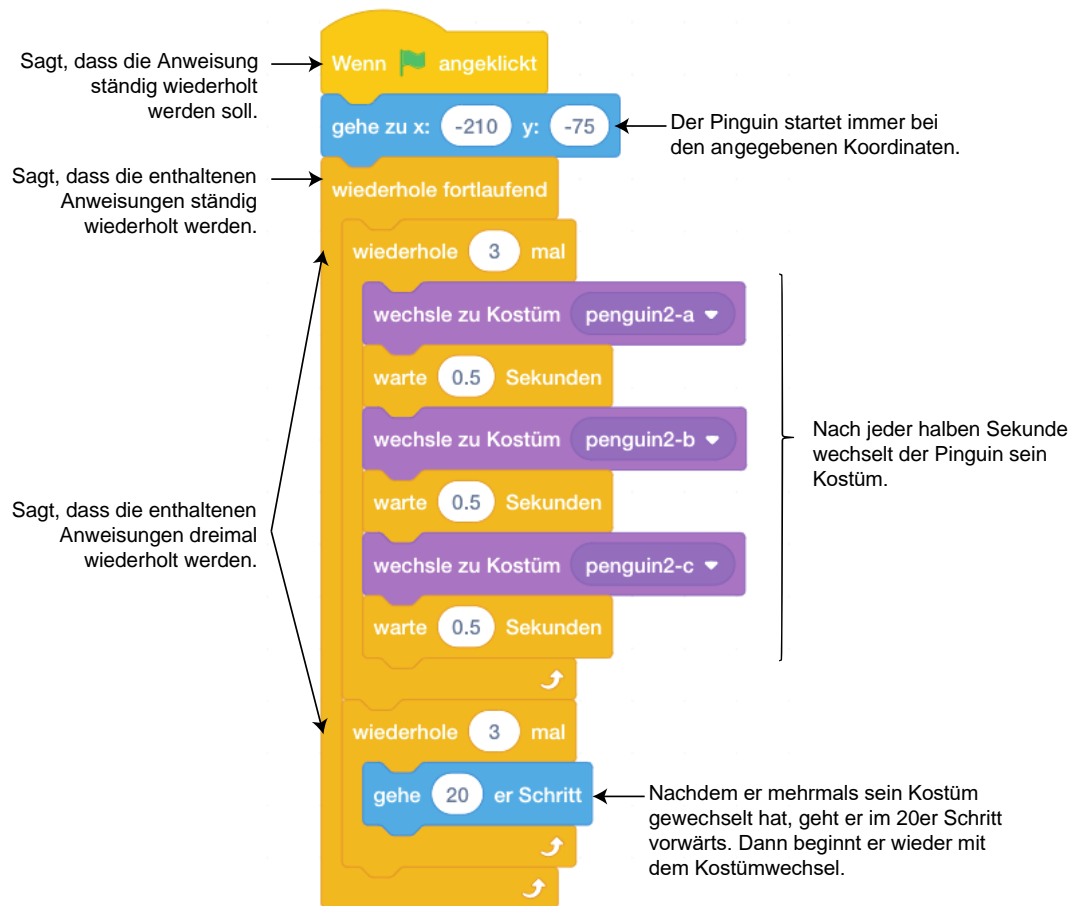 Sagt, dass die Anweisung
ständig wiederholt
werden soll.
Wenn angeklickt
gehe zu x: -210 y: -75
Der Pinguin startet immer bei
den angegebenen Koordinaten.
Sagt, dass die enthaltenen
Anweisungen ständig
wiederholt werden.
wiederhole fortlaufend
wiederhole 3 mal
wechsle zu Kostüm penguin2-a
warte 0.5 Sekunden
wechsle zu Kostüm penguin2-b
warte 0.5 Sekunden
wechsle zu Kostüm penguin2-c
warte 0.5 Sekunden
Nach jeder halben Sekunde
wechselt der Pinguin sein
Kostüm.
Sagt, dass die enthaltenen
Anweisungen dreimal
wiederholt werden.
wiederhole 3 mal
gehe 20 er Schritt
Nachdem er mehrmals sein Kostüm
gewechselt hat, geht er im 20er Schritt
vorwärts. Dann beginnt er wieder mit
dem Kostümwechsel.